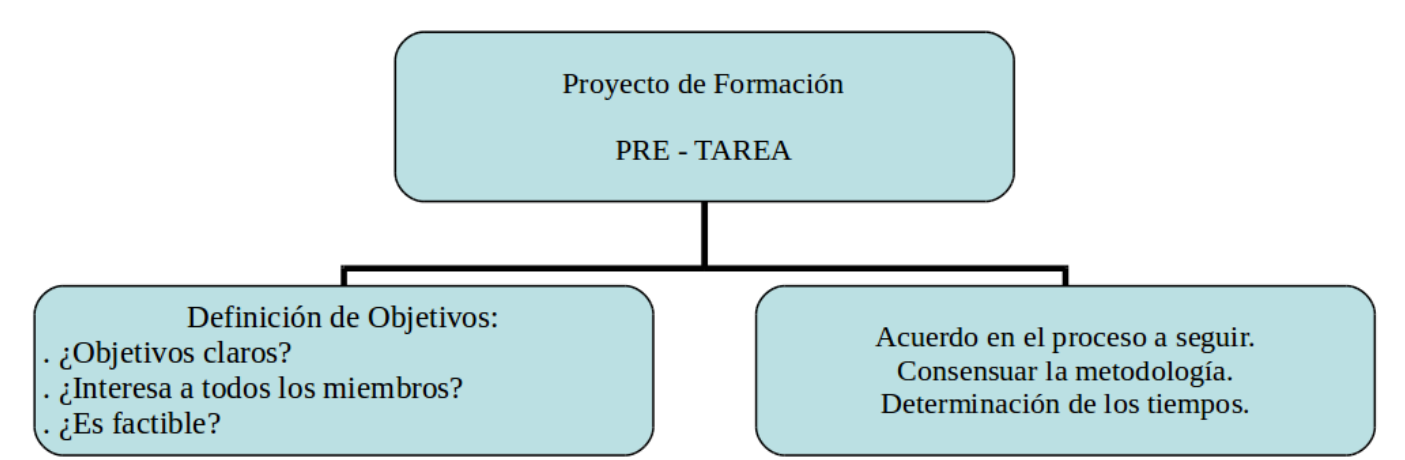 Proyecto de Formación
PRE - TAREA
Definición de Objetivos:
. ¿Objetivos claros?
. ¿Interesa a todos los miembros?
. ¿Es factible?
Acuerdo en el proceso a seguir.
Consensuar la metodología.
Determinación de los tiempos.